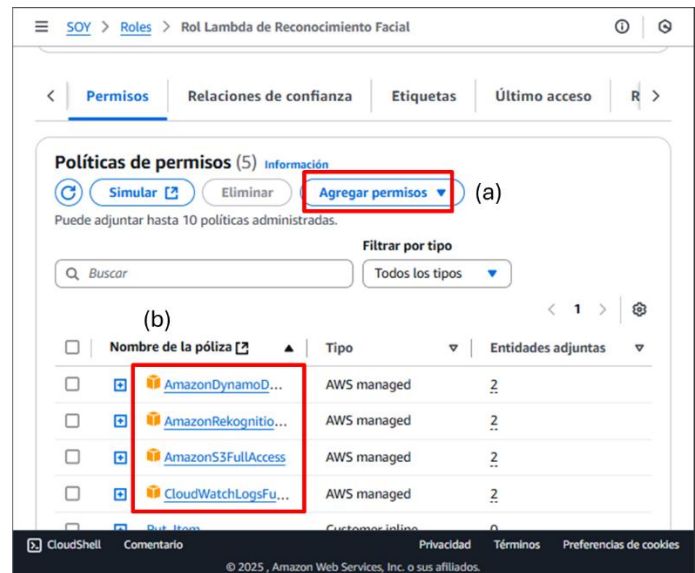 SOY > Roles > Rol Lambda de Reconocimiento Facial
Permisos Relaciones de confianza Etiquetas Último acceso R
Políticas de permisos (5) Información
Simular Eliminar Agregar permisos (a)
Puede adjuntar hasta 10 políticas administradas.
Filtrar por tipo
Buscar Todos los tipos
< 1 >
(b)
Nombre de la póliza Tipo Entidades adjuntas
AmazonDynamoD... AWS managed 2
AmazonRekognitio... AWS managed 2
AmazonS3FullAccess AWS managed 2
CloudWatchLogsFu... AWS managed 2
Put_Item Customer inline 0
CloudShell Comentario Privacidad Términos Preferencias de cookies
© 2025 , Amazon Web Services, Inc. o sus afiliados.